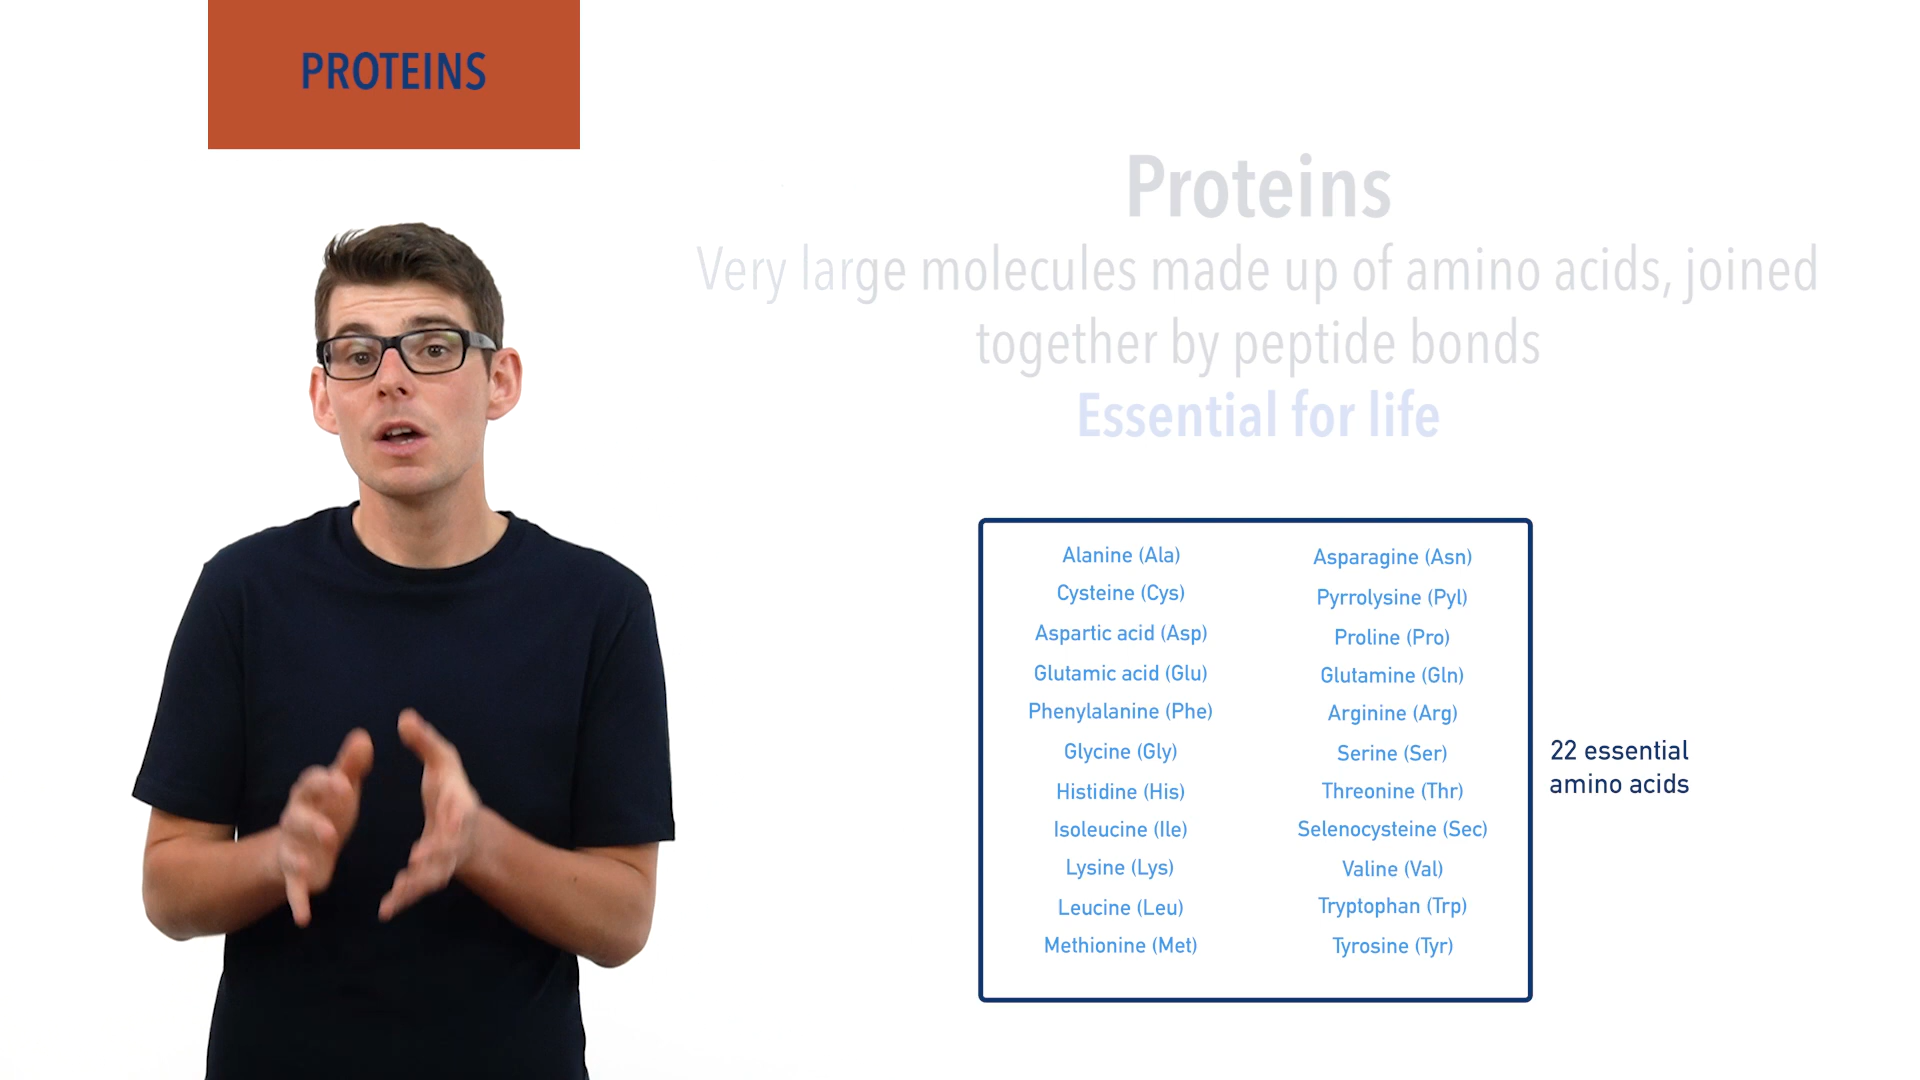 PROTEINS
Proteins
Very large molecules made up of amino acids, joined
together by peptide bonds
Essential for life
Alanine (Ala)
Cysteine (Cys)
Aspartic acid (Asp)
Glutamic acid (Glu)
Phenylalanine (Phe)
Glycine (Gly)
Histidine (His)
Isoleucine (Ile)
Lysine (Lys)
Leucine (Leu)
Methionine (Met)
Asparagine (Asn)
Pyrrolysine (Pyl)
Proline (Pro)
Glutamine (Gln)
Arginine (Arg)
Serine (Ser)
Threonine (Thr)
Selenocysteine (Sec)
Valine (Val)
Tryptophan (Trp)
Tyrosine (Tyr)
22 essential
amino acids